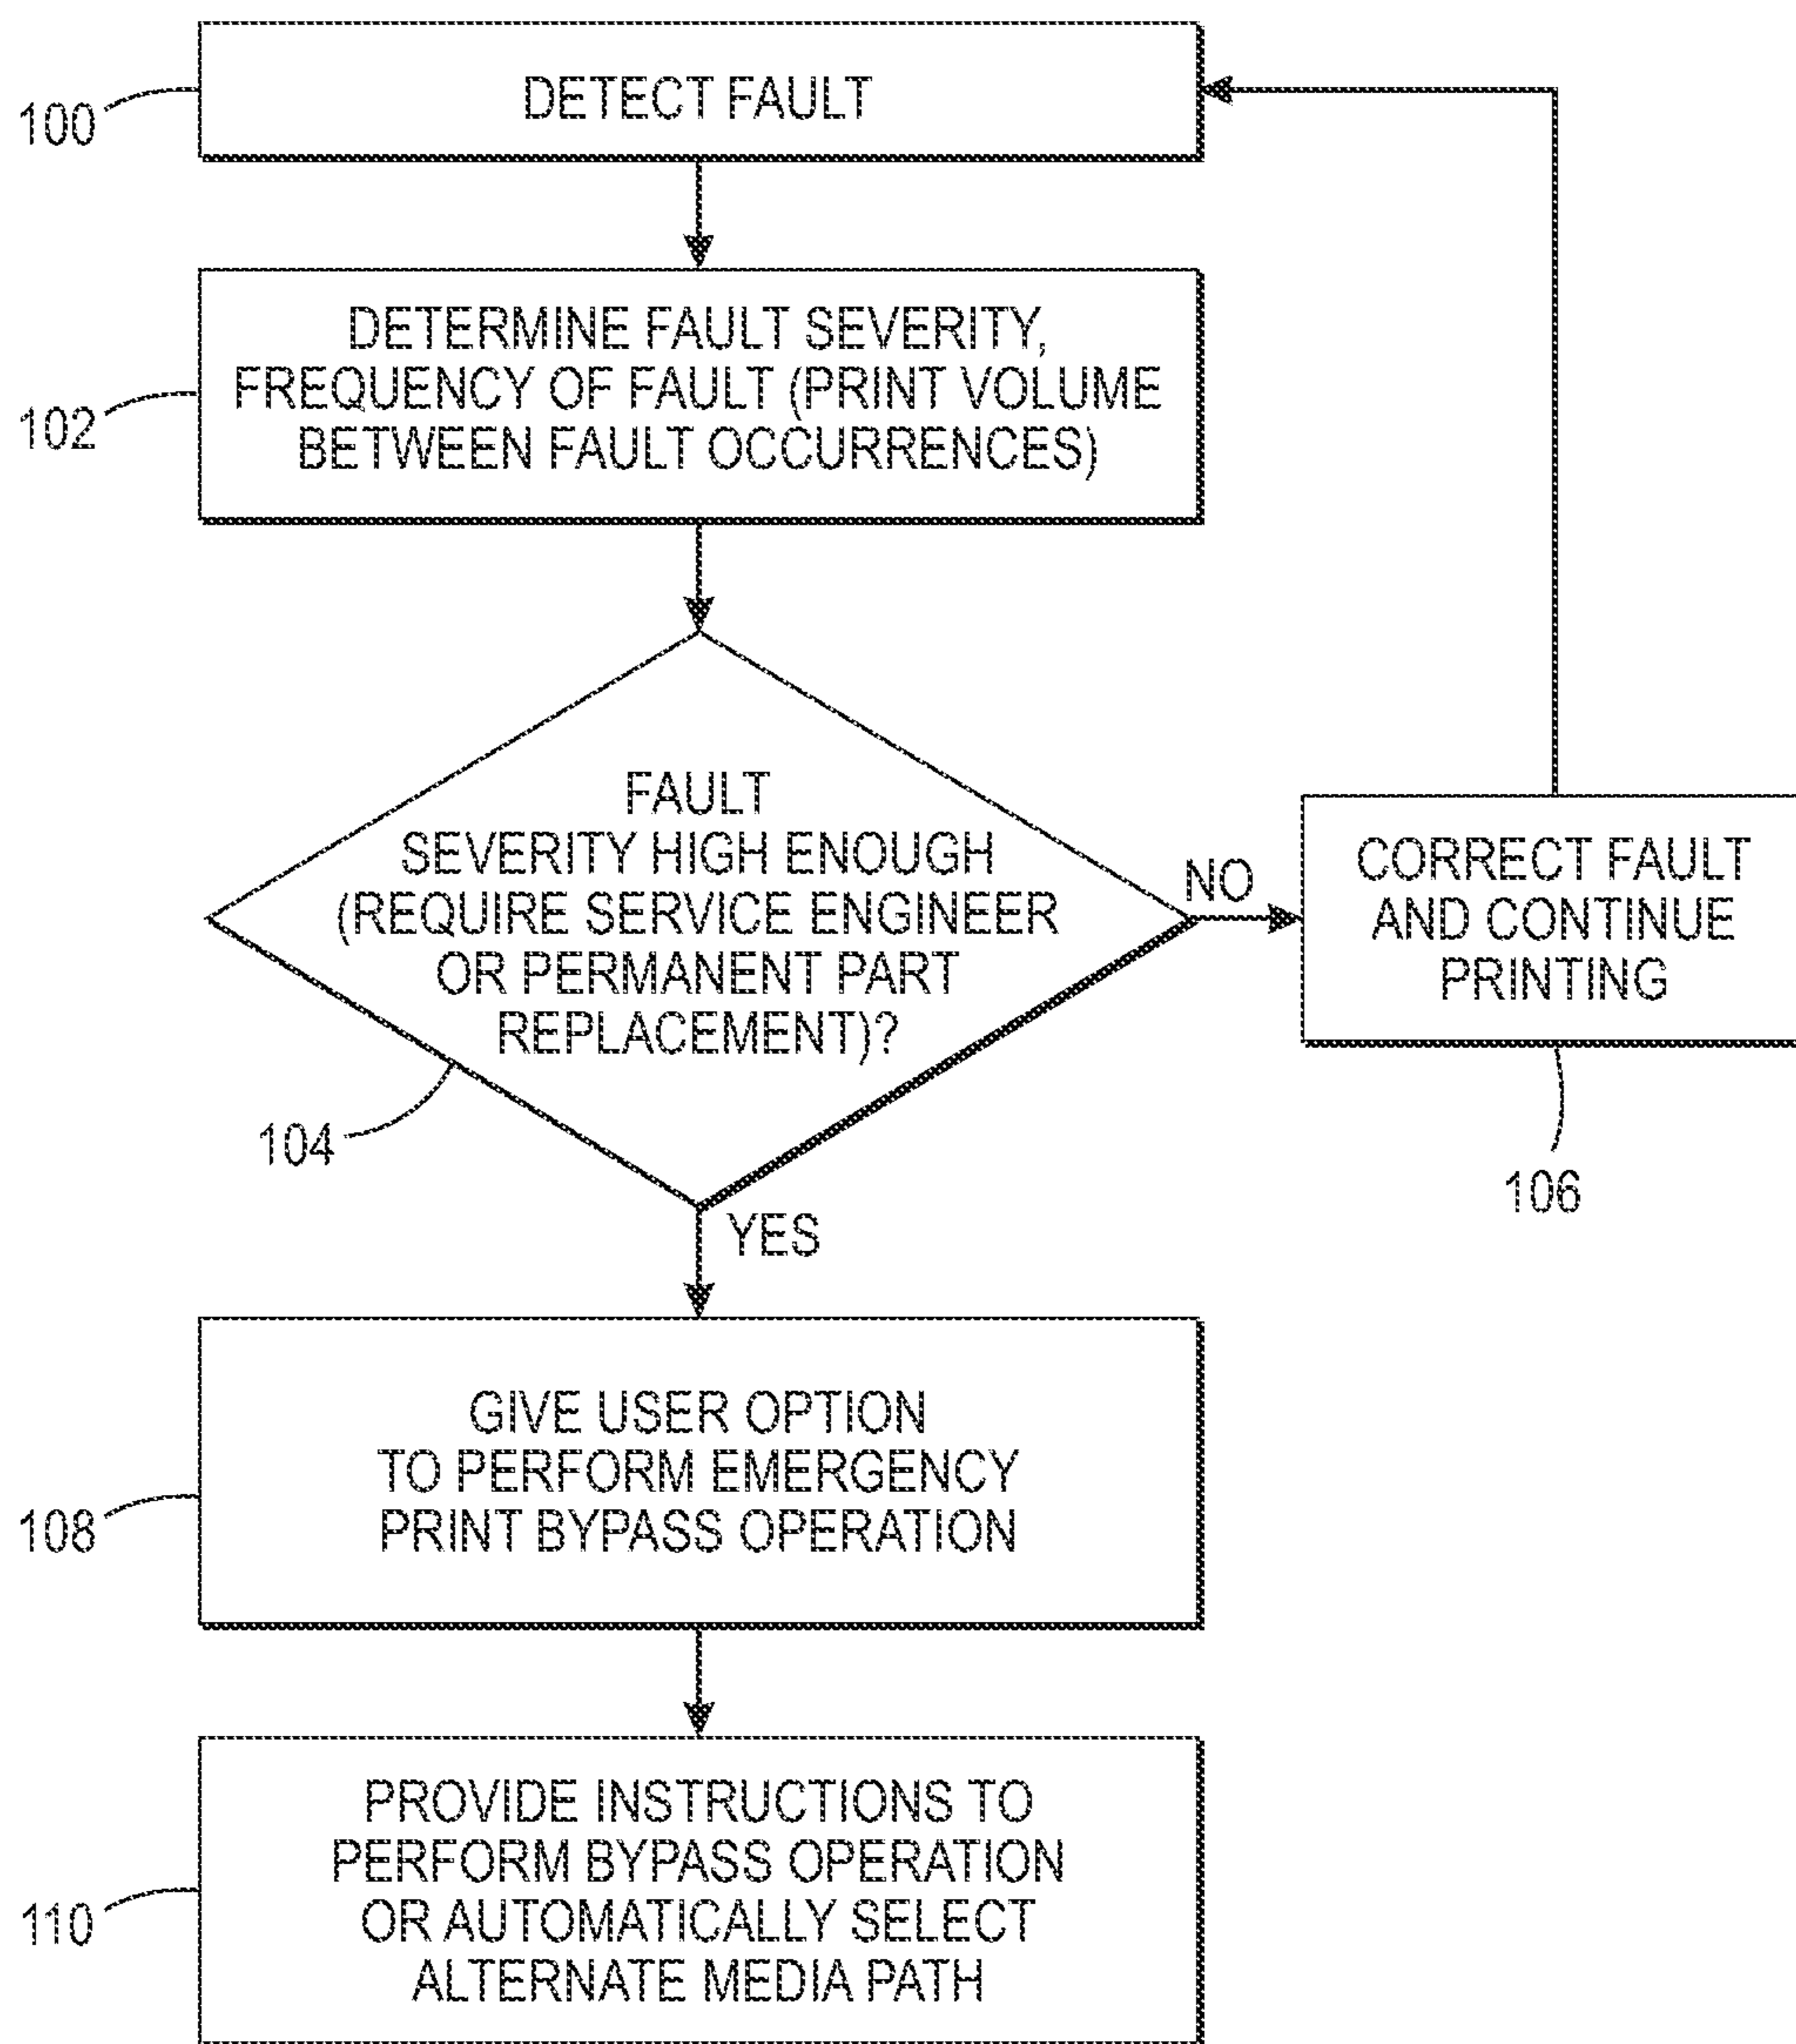 DETECT FAULT
100
DETERMINE FAULT SEVERITY,
FREQUENCY OF FAULT (PRINT VOLUME
BETWEEN FAULT OCCURRENCES)
102
FAULT
SEVERITY HIGH ENOUGH
(REQUIRE SERVICE ENGINEER
OR PERMANENT PART
REPLACEMENT)?
104
NO
CORRECT FAULT
AND CONTINUE
PRINTING
106
YES
GIVE USER OPTION
TO PERFORM EMERGENCY
PRINT BYPASS OPERATION
108
PROVIDE INSTRUCTIONS TO
PERFORM BYPASS OPERATION
OR AUTOMATICALLY SELECT
ALTERNATE MEDIA PATH
110